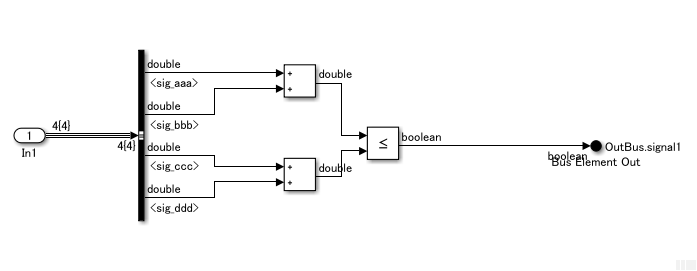 double
<sig_aaa>
double
<sig_bbb>
4{4}
1
In1
4{4}
double
<sig_ccc>
double
<sig_ddd>
+
+
double
+
+
double
≤
boolean
OutBus.signal1
boolean
Bus Element Out